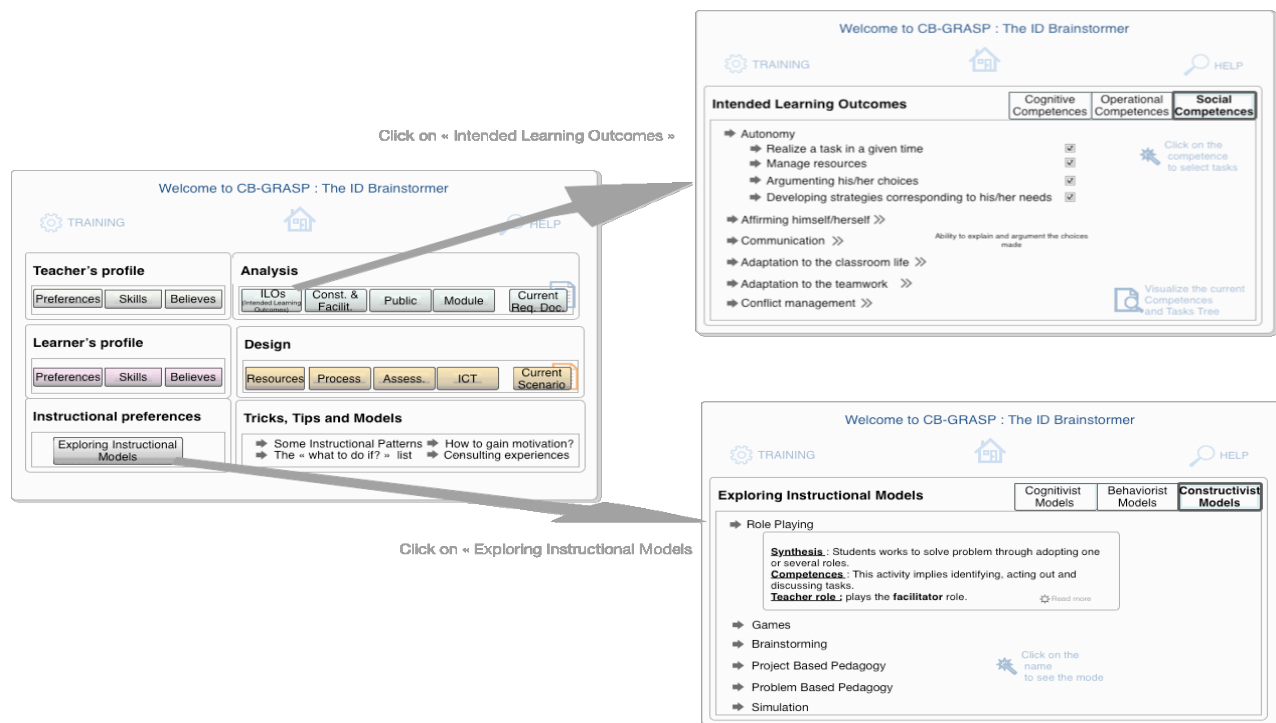 Welcome to CB-GRASP : The ID Brainstormer
TRAINING
HELP
Intended Learning Outcomes
Cognitive Competences
Operational Competences
Social Competences
Autonomy
Realize a task in a given time
Manage resources
Argumenting his/her choices
Developing strategies corresponding to his/her needs
Affirming himself/herself >>
Communication >>
Adaptation to the classroom life >>
Adaptation to the teamwork >>
Conflict management >>
Click on the
competence
to select tasks
Ability to explain and argument the choices
made
Visualize the current
Competences
and Tasks Tree
Click on « Intended Learning Outcomes »
Welcome to CB-GRASP : The ID Brainstormer
TRAINING
HELP
Teacher's profile
Preferences Skills Believes
Analysis
ILOs
(Intended Learning
Outcomes)
Const. &
Facilit.
Public
Module
Current
Req. Doc.
Learner's profile
Preferences Skills Believes
Design
Resources Process Assess. ICT
Current
Scenario
Instructional preferences
Exploring Instructional
Models
Tricks, Tips and Models
Some Instructional Patterns
How to gain motivation?
The « what to do if? » list
Consulting experiences
Click on « Exploring Instructional Models
Welcome to CB-GRASP : The ID Brainstormer
TRAINING
HELP
Exploring Instructional Models
Cognitivist
Models
Behaviorist
Models
Constructivist
Models
Role Playing
Synthesis : Students works to solve problem through adopting one
or several roles.
Competences : This activity implies identifying, acting out and
discussing tasks.
Teacher role : plays the facilitator role.
Read more
Games
Brainstorming
Project Based Pedagogy
Problem Based Pedagogy
Simulation
Click on the
name
to see the mode